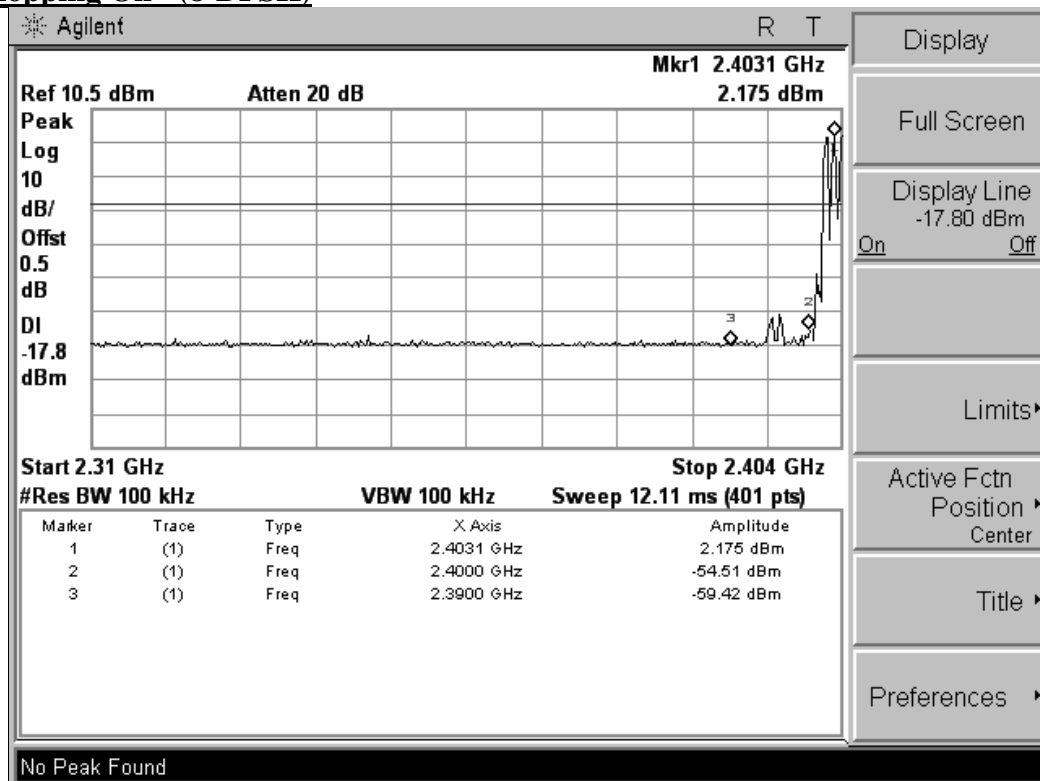 Agilent R T
Mkr1 2.4031 GHz
Ref 10.5 dBm Atten 20 dB 2.175 dBm
Peak
Log
10
dB/
Offst
0.5
dB
DI
-17.8
dBm
1
2
3
Start 2.31 GHz Stop 2.404 GHz
#Res BW 100 kHz VBW 100 kHz Sweep 12.11 ms (401 pts)
Marker Trace Type X Axis Amplitude
1 (1) Freq 2.4031 GHz 2.175 dBm
2 (1) Freq 2.4000 GHz -54.51 dBm
3 (1) Freq 2.3900 GHz -59.42 dBm
No Peak Found
Display
Full Screen
Display Line
-17.80 dBm
On Off
Limits
Active Fctn
Position
Center
Title
Preferences